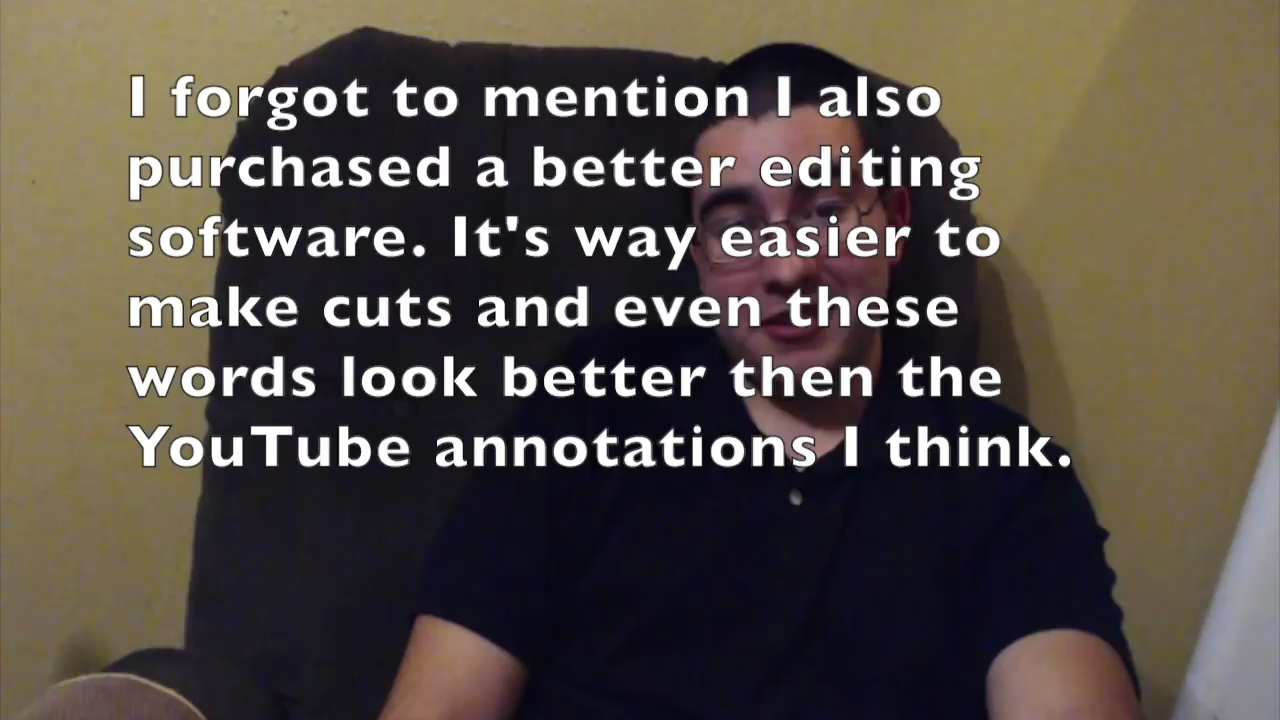 I forgot to mention I also
purchased a better editing
software. It's way easier to
make cuts and even these
words look better then the
YouTube annotations I think.